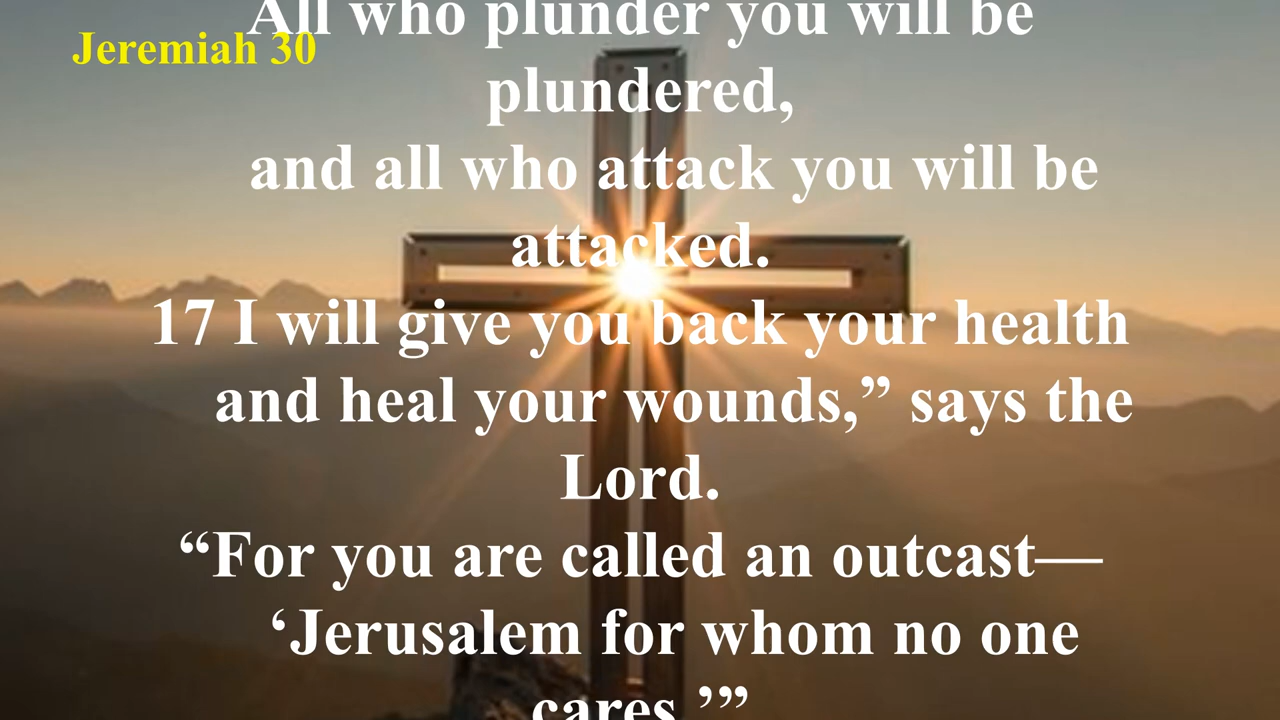 All who plunder you will be
Jeremiah 30
plundered,
and all who attack you will be
attacked.
17 I will give you back your health
and heal your wounds,” says the
Lord.
“For you are called an outcast—
‘Jerusalem for whom no one
cares.’”